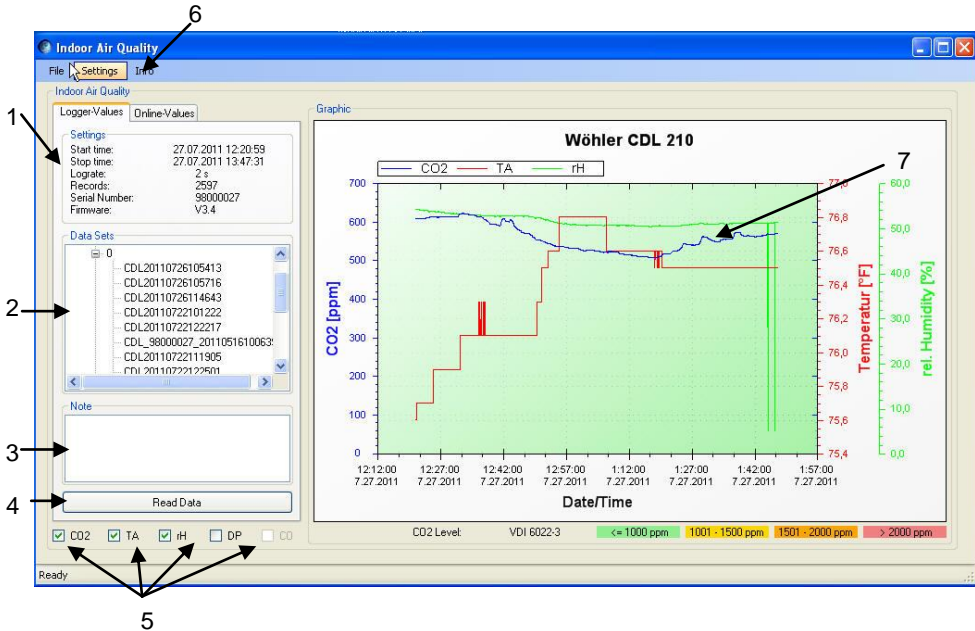 6
Indoor Air Quality
File Settings Info
Indoor Air Quality
Logger-Values Online-Values
1
Settings
Start time: 27.07.2011 12:20:59
Stop time: 27.07.2011 13:47:31
Lograte: 2 s
Records: 2597
Serial Number: 98000027
Firmware: V3.4
2
Data Sets
0
CDL20110726105413
CDL20110726105716
CDL20110726114643
CDL20110722101222
CDL20110722122217
CDL_98000027_20110516100635
CDL20110722111905
CDL20110722122501
3
Note
4
Read Data
CO2 TA rH DP CO
5
Ready
Graphic
Wöhler CDL 210
7
CO2 TA rH
CO2 [ppm]
700
600
500
400
300
200
100
0
77,0
76,8
76,6
76,4
76,2
76,0
75,8
75,6
75,4
Temperatur [°F]
60,0
50,0
40,0
30,0
20,0
10,0
0,0
rel. Humidity [%]
12:12:00 12:27:00 12:42:00 12:57:00 1:12:00 1:27:00 1:42:00 1:57:00
7.27.2011 7.27.2011 7.27.2011 7.27.2011 7.27.2011 7.27.2011 7.27.2011 7.27.2011
Date/Time
CO2 Level: VDI 6022-3 <= 1000 ppm 1001 - 1500 ppm 1501 - 2000 ppm > 2000 ppm